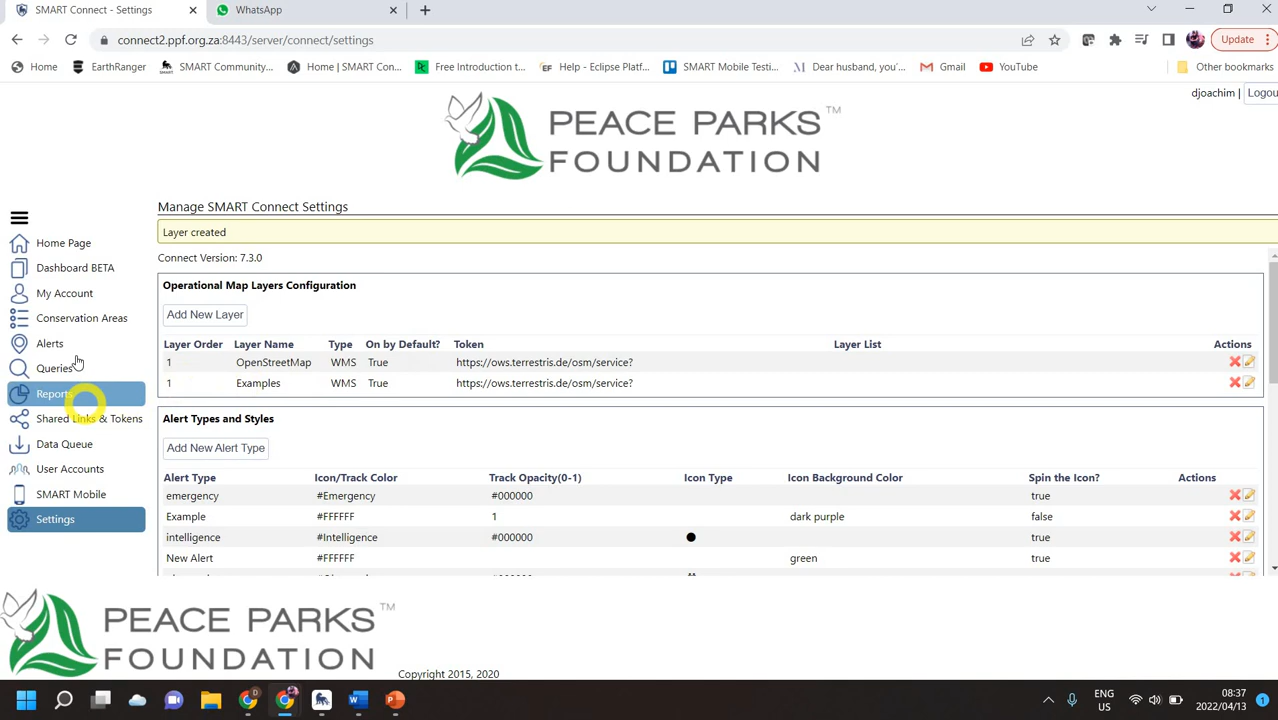 SMART Connect - Settings
WhatsApp
connect2.ppf.org.za:8443/server/connect/settings
Update
Home
EarthRanger
SMART Community...
Home | SMART Con...
Free Introduction t...
Help - Eclipse Platf...
SMART Mobile Testi...
Dear husband, you'...
Gmail
YouTube
Other bookmarks
djoachim | Logou
PEACE PARKS
FOUNDATION
TM
Home Page
Dashboard BETA
My Account
Conservation Areas
Alerts
Queries
Reports
Shared Links & Tokens
Data Queue
User Accounts
SMART Mobile
Settings
Manage SMART Connect Settings
Layer created
Connect Version: 7.3.0
Operational Map Layers Configuration
Add New Layer
Layer Order Layer Name Type On by Default? Token Layer List Actions
1 OpenStreetMap WMS True https://ows.terrestris.de/osm/service?
1 Examples WMS True https://ows.terrestris.de/osm/service?
Alert Types and Styles
Add New Alert Type
Alert Type Icon/Track Color Track Opacity(0-1) Icon Type Icon Background Color Spin the Icon? Actions
emergency #Emergency #000000 true
Example #FFFFFF 1 dark purple false
intelligence #Intelligence #000000 true
New Alert #FFFFFF green true
PEACE PARKS
FOUNDATION
TM
Copyright 2015, 2020
ENG
US
08:37
2022/04/13
1